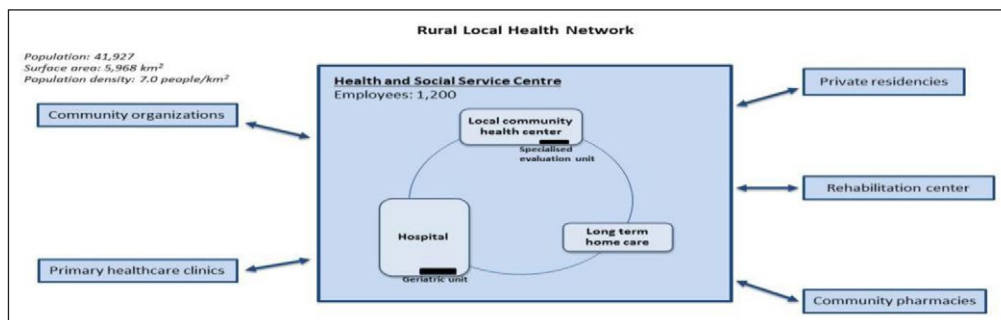 Rural Local Health Network
Population: 41,927
Surface area: 5,968 km²
Population density: 7.0 people/km²
Health and Social Service Centre
Employees: 1,200
Private residencies
Community organizations
Local community
health center
Specialised
evaluation unit
Rehabilitation center
Hospital
Long term
home care
Geriatric unit
Primary healthcare clinics
Community pharmacies